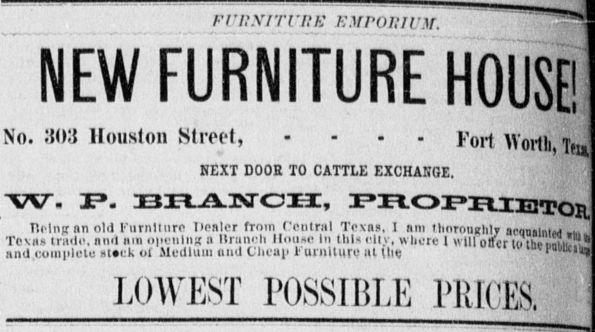 FURNITURE EMPORIUM.
NEW FURNITURE HOUSE!
No. 303 Houston Street, - - - - Fort Worth, Texas,
NEXT DOOR TO CATTLE EXCHANGE.
W. P. BRANCH, PROPRIETOR,
Being an old Furniture Dealer from Central Texas, I am thoroughly acquainted with
Texas trade, and am opening a Branch House in this city, where I will offer to the public a large
and complete stock of Medium and Cheap Furniture at the
LOWEST POSSIBLE PRICES.